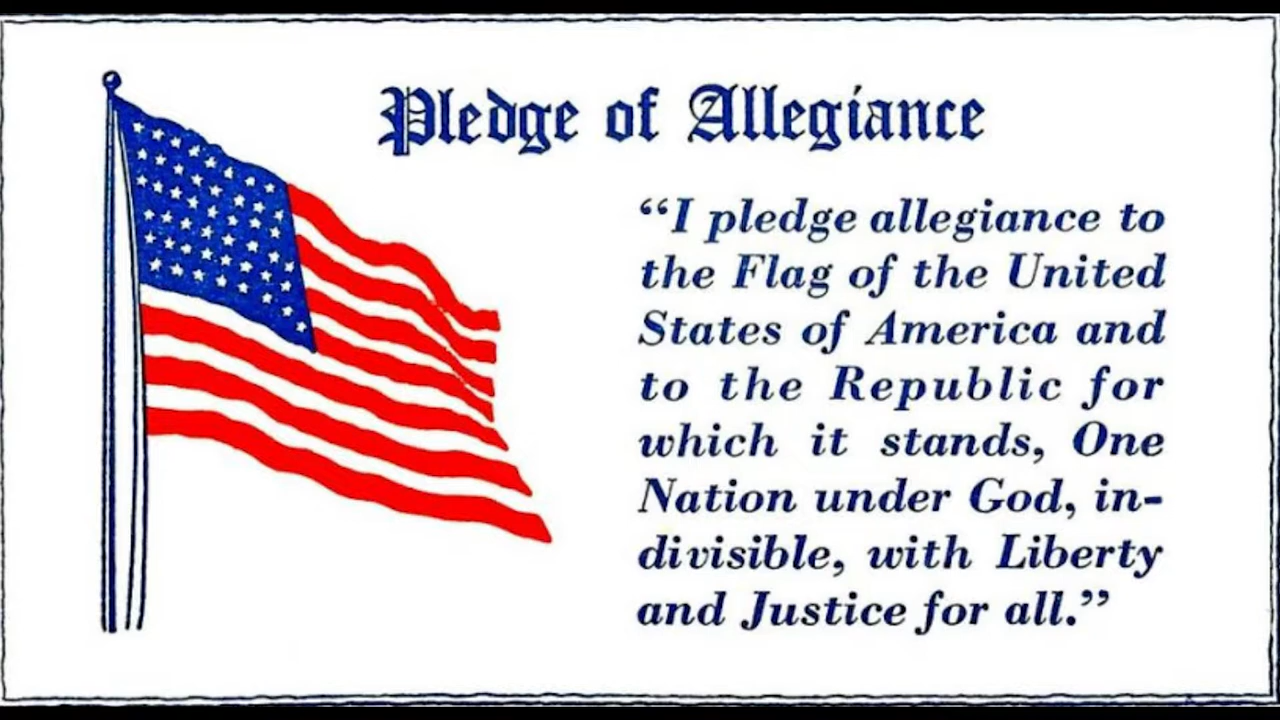 Pledge of Allegiance
“I pledge allegiance to
the Flag of the United
States of America and
to the Republic for
which it stands, One
Nation under God, in-
divisible, with Liberty
and Justice for all.”